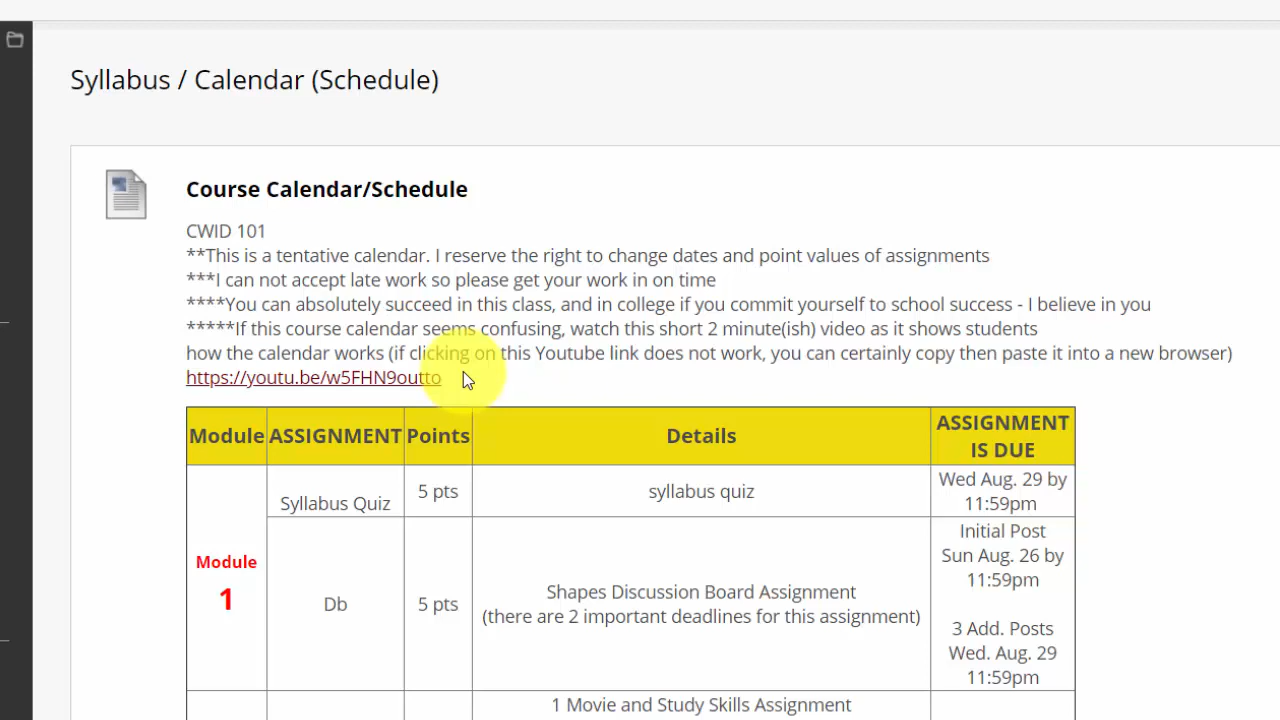 Syllabus / Calendar (Schedule)
Course Calendar/Schedule
CWID 101
**This is a tentative calendar. I reserve the right to change dates and point values of assignments
***I can not accept late work so please get your work in on time
****You can absolutely succeed in this class, and in college if you commit yourself to school success - I believe in you
*****If this course calendar seems confusing, watch this short 2 minute(ish) video as it shows students
how the calendar works (if clicking on this Youtube link does not work, you can certainly copy then paste it into a new browser)
https://youtu.be/w5FHN9outto
Module ASSIGNMENT Points Details ASSIGNMENT
IS DUE
Module
1
Syllabus Quiz
5 pts
syllabus quiz
Wed Aug. 29 by
11:59pm
Db
5 pts
Shapes Discussion Board Assignment
(there are 2 important deadlines for this assignment)
Initial Post
Sun Aug. 26 by
11:59pm
3 Add. Posts
Wed. Aug. 29
11:59pm
1 Movie and Study Skills Assignment